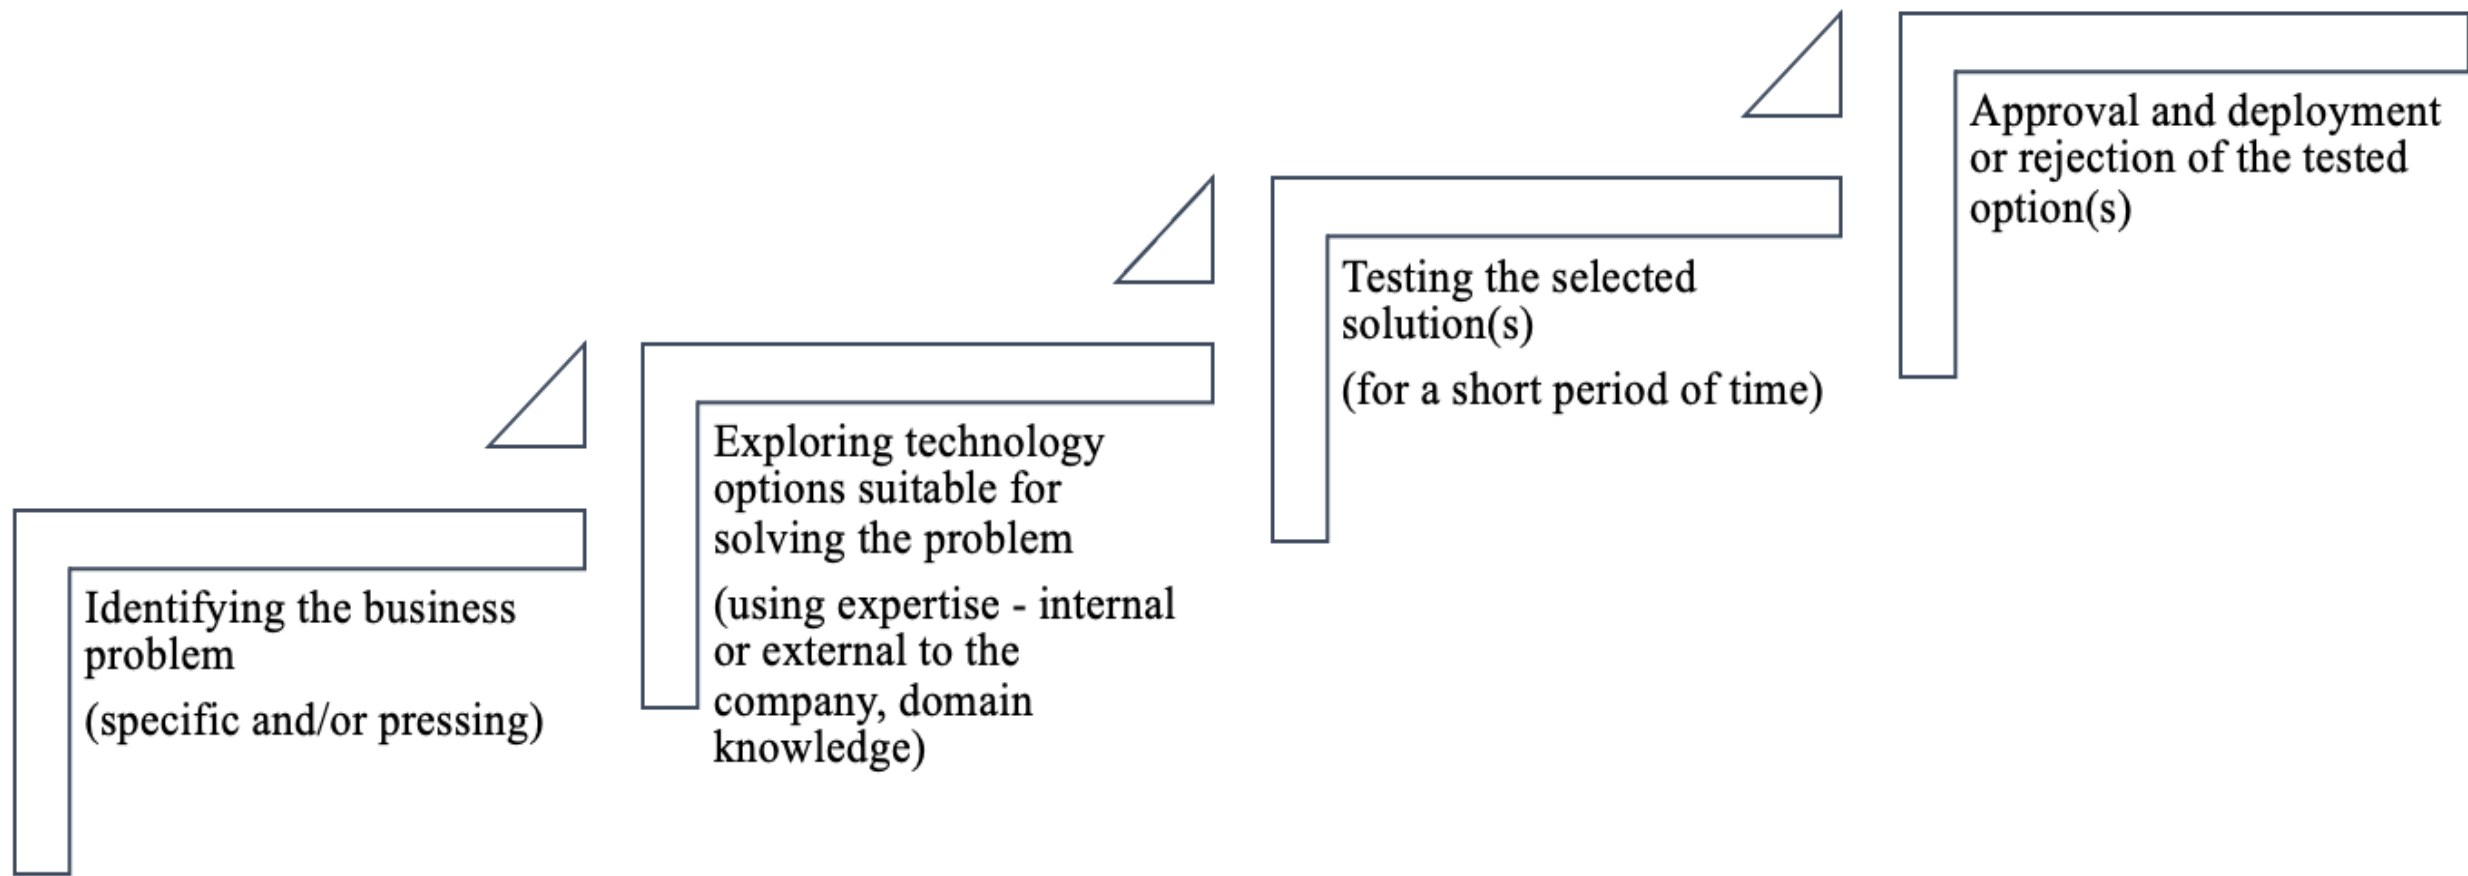 Identifying the business
problem
(specific and/or pressing)
Exploring technology
options suitable for
solving the problem
(using expertise - internal
or external to the
company, domain
knowledge)
Testing the selected
solution(s)
(for a short period of time)
Approval and deployment
or rejection of the tested
option(s)